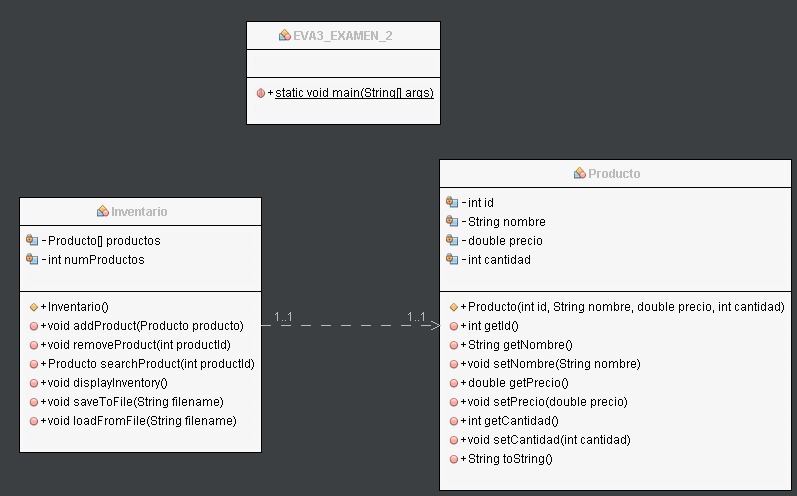 EVA3_EXAMEN_2
+ static void main(String[] args)
Inventario
- Producto[] productos
- int numProductos
+ Inventario()
+ void addProduct(Producto producto)
+ void removeProduct(int productId)
+ Producto searchProduct(int productId)
+ void displayInventory()
+ void saveToFile(String filename)
+ void loadFromFile(String filename)
1..1
1..1
Producto
- int id
- String nombre
- double precio
- int cantidad
+ Producto(int id, String nombre, double precio, int cantidad)
+ int getId()
+ String getNombre()
+ void setNombre(String nombre)
+ double getPrecio()
+ void setPrecio(double precio)
+ int getCantidad()
+ void setCantidad(int cantidad)
+ String toString()